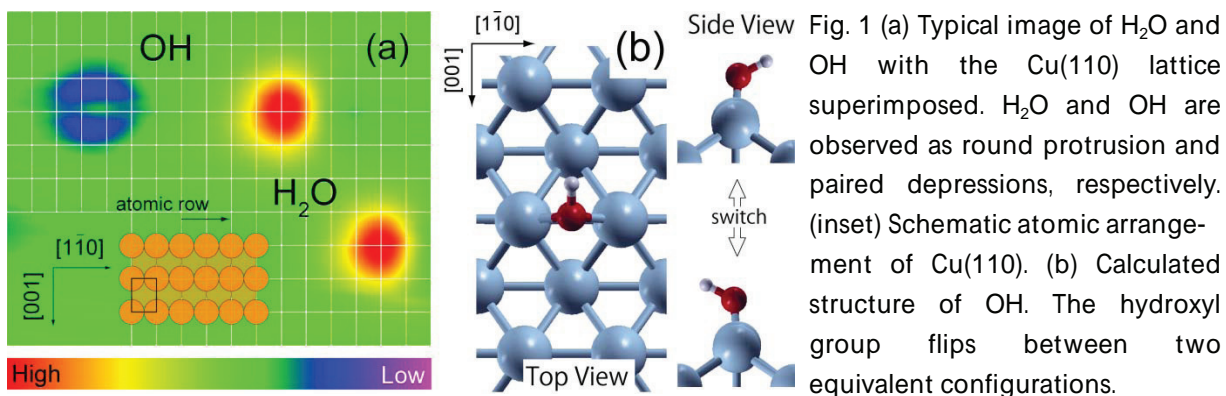 OH
(a)
H₂O
atomic row
[11̄0]
[001]
High
Low
[11̄0]
[001]
(b)
Top View
Side View
switch
Fig. 1 (a) Typical image of H₂O and
OH with the Cu(110) lattice
superimposed. H₂O and OH are
observed as round protrusion and
paired depressions, respectively.
(inset) Schematic atomic arrange-
ment of Cu(110). (b) Calculated
structure of OH. The hydroxyl
group flips between two
equivalent configurations.